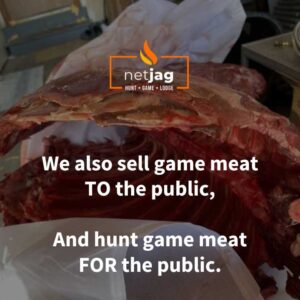 netjag
HUNT • GAME • LODGE
We also sell game meat
TO the public,
And hunt game meat
FOR the public.